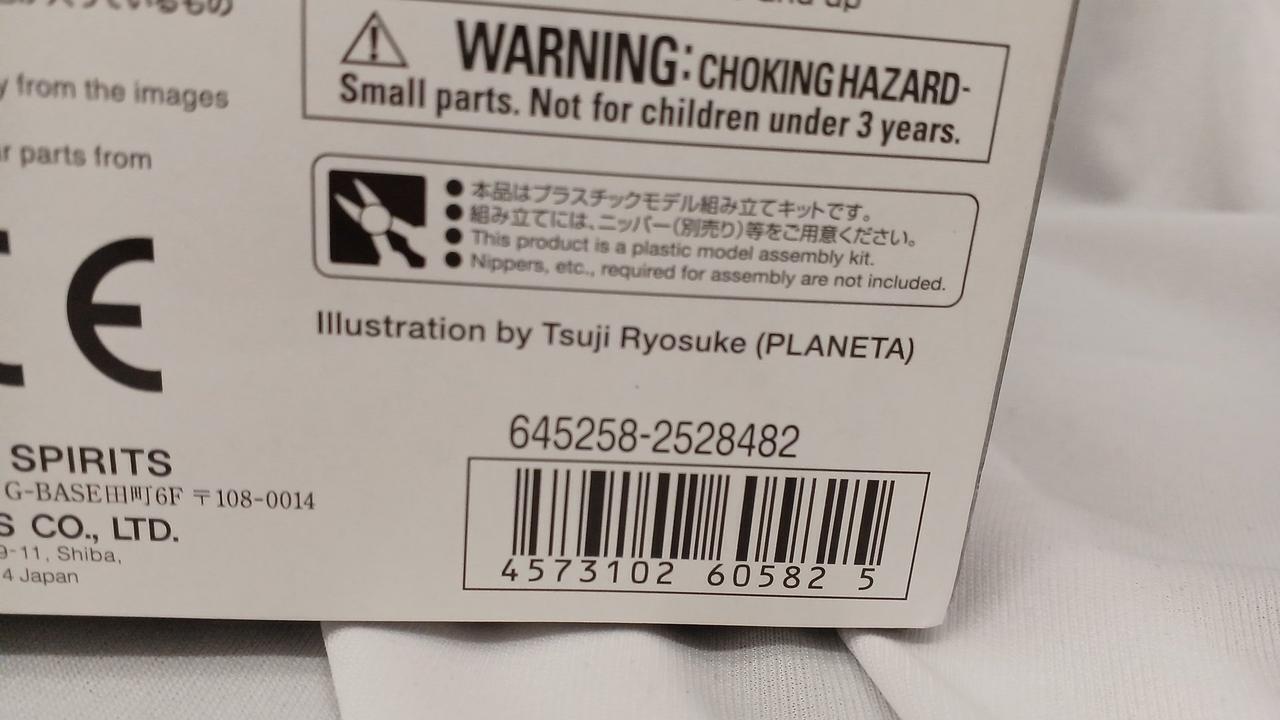 y from the images
r parts from
WARNING: CHOKING HAZARD-
Small parts. Not for children under 3 years.
●本品はプラスチックモデル組み立てキットです。
●組み立てには、ニッパー(別売り)等をご用意ください。
●This product is a plastic model assembly kit.
●Nippers, etc., required for assembly are not included.
CE
Illustration by Tsuji Ryosuke (PLANETA)
SPIRITS
G-BASE田町6F 〒108-0014
S CO., LTD.
9-11, Shiba,
4 Japan
645258-2528482
4573102 60582 5